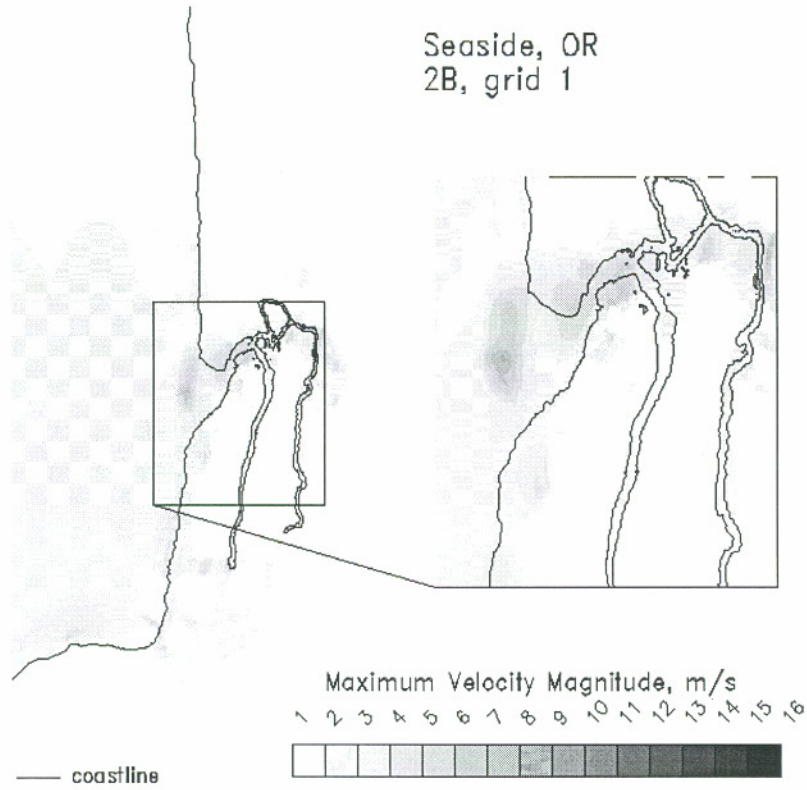 Seaside, OR
2B, grid 1
Maximum Velocity Magnitude, m/s
1 2 3 4 5 6 7 8 9 10 11 12 13 14 15 16
coastline